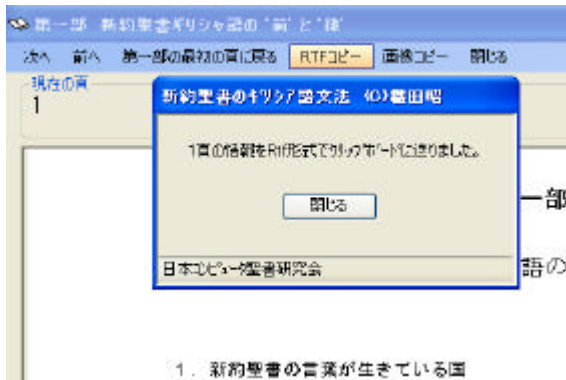 第一部 新約聖書ギリシャ語の"前"と"後"
次へ 前へ 第一部の最初の頁に戻る RTFコピー 画像コピー 閉じる
現在の頁
1
新約聖書のギリシア語文法 (C)織田昭
1頁の情報をRtf形式でクリップボードに送りました。
閉じる
日本コンピュータ聖書研究会
一部
語の
1. 新約聖書の言葉が生きている国